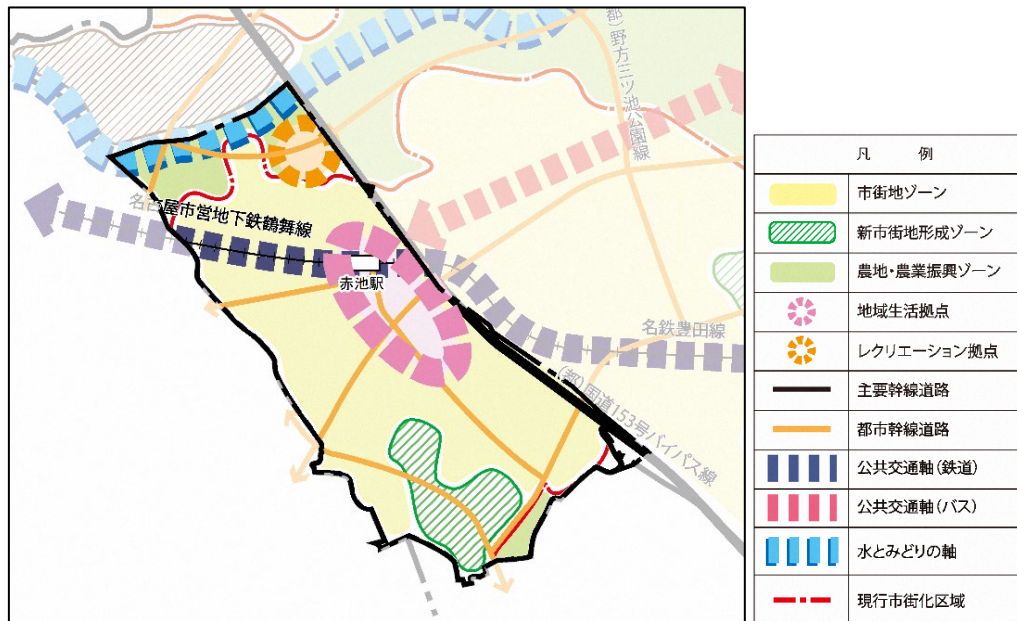 (都)野方三ツ池公園線
名古屋市営地下鉄鶴舞線
赤池駅
名鉄豊田線
(都)国道153号バイパス線
凡 例
市街地ゾーン
新市街地形成ゾーン
農地・農業振興ゾーン
地域生活拠点
レクリエーション拠点
主要幹線道路
都市幹線道路
公共交通軸(鉄道)
公共交通軸(バス)
水とみどりの軸
現行市街化区域